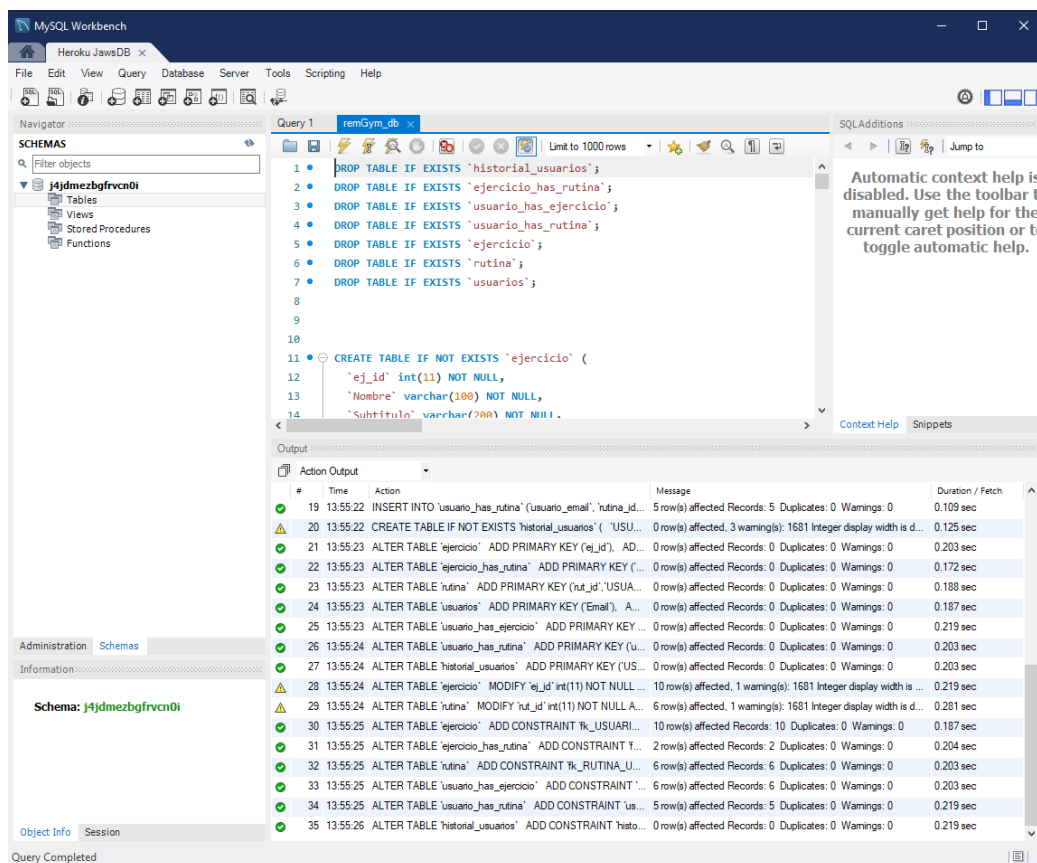 MySQL Workbench
Heroku JawsDB
File Edit View Query Database Server Tools Scripting Help
Navigator
SCHEMAS
Filter objects
j4jdmezbgfrvcn0i
Tables
Views
Stored Procedures
Functions
Administration Schemas
Information
Schema: j4jdmezbgfrvcn0i
Object Info Session
Query Completed
Query 1 remGym_db
Limit to 1000 rows
1 DROP TABLE IF EXISTS `historial_usuarios`;
2 DROP TABLE IF EXISTS `ejercicio_has_rutina`;
3 DROP TABLE IF EXISTS `usuario_has_ejercicio`;
4 DROP TABLE IF EXISTS `usuario_has_rutina`;
5 DROP TABLE IF EXISTS `ejercicio`;
6 DROP TABLE IF EXISTS `rutina`;
7 DROP TABLE IF EXISTS `usuarios`;
8
9
10
11 CREATE TABLE IF NOT EXISTS `ejercicio` (
12 `ej_id` int(11) NOT NULL,
13 `Nombre` varchar(100) NOT NULL,
14 `Subtitulo` varchar(200) NOT NULL,
SQLAdditions
Jump to
Automatic context help is
disabled. Use the toolbar t
manually get help for the
current caret position or to
toggle automatic help.
Context Help Snippets
Output
Action Output
# Time Action Message Duration / Fetch
19 13:55:22 INSERT INTO `usuario_has_rutina` (`usuario_email`, `rutina_id... 5 row(s) affected Records: 5 Duplicates: 0 Warnings: 0 0.109 sec
20 13:55:22 CREATE TABLE IF NOT EXISTS `historial_usuarios` ( `USU... 0 row(s) affected, 3 warning(s): 1681 Integer display width is d... 0.125 sec
21 13:55:23 ALTER TABLE `ejercicio` ADD PRIMARY KEY (`ej_id`), AD... 0 row(s) affected Records: 0 Duplicates: 0 Warnings: 0 0.203 sec
22 13:55:23 ALTER TABLE `ejercicio_has_rutina` ADD PRIMARY KEY (`... 0 row(s) affected Records: 0 Duplicates: 0 Warnings: 0 0.172 sec
23 13:55:23 ALTER TABLE `rutina` ADD PRIMARY KEY (`rut_id`,`USUA... 0 row(s) affected Records: 0 Duplicates: 0 Warnings: 0 0.188 sec
24 13:55:23 ALTER TABLE `usuarios` ADD PRIMARY KEY (`Email`), A... 0 row(s) affected Records: 0 Duplicates: 0 Warnings: 0 0.187 sec
25 13:55:23 ALTER TABLE `usuario_has_ejercicio` ADD PRIMARY KEY ... 0 row(s) affected Records: 0 Duplicates: 0 Warnings: 0 0.219 sec
26 13:55:24 ALTER TABLE `usuario_has_rutina` ADD PRIMARY KEY (`u... 0 row(s) affected Records: 0 Duplicates: 0 Warnings: 0 0.203 sec
27 13:55:24 ALTER TABLE `historial_usuarios` ADD PRIMARY KEY (`US... 0 row(s) affected Records: 0 Duplicates: 0 Warnings: 0 0.203 sec
28 13:55:24 ALTER TABLE `ejercicio` MODIFY `ej_id` int(11) NOT NULL ... 10 row(s) affected, 1 warning(s): 1681 Integer display width is ... 0.219 sec
29 13:55:24 ALTER TABLE `rutina` MODIFY `rut_id` int(11) NOT NULL A... 6 row(s) affected, 1 warning(s): 1681 Integer display width is d... 0.281 sec
30 13:55:25 ALTER TABLE `ejercicio` ADD CONSTRAINT `fk_USUARI... 10 row(s) affected Records: 10 Duplicates: 0 Warnings: 0 0.187 sec
31 13:55:25 ALTER TABLE `ejercicio_has_rutina` ADD CONSTRAINT `f... 2 row(s) affected Records: 2 Duplicates: 0 Warnings: 0 0.204 sec
32 13:55:25 ALTER TABLE `rutina` ADD CONSTRAINT `fk_RUTINA_U... 6 row(s) affected Records: 6 Duplicates: 0 Warnings: 0 0.203 sec
33 13:55:25 ALTER TABLE `usuario_has_ejercicio` ADD CONSTRAINT `... 6 row(s) affected Records: 6 Duplicates: 0 Warnings: 0 0.203 sec
34 13:55:25 ALTER TABLE `usuario_has_rutina` ADD CONSTRAINT `us... 5 row(s) affected Records: 5 Duplicates: 0 Warnings: 0 0.219 sec
35 13:55:26 ALTER TABLE `historial_usuarios` ADD CONSTRAINT `histo... 0 row(s) affected Records: 0 Duplicates: 0 Warnings: 0 0.219 sec